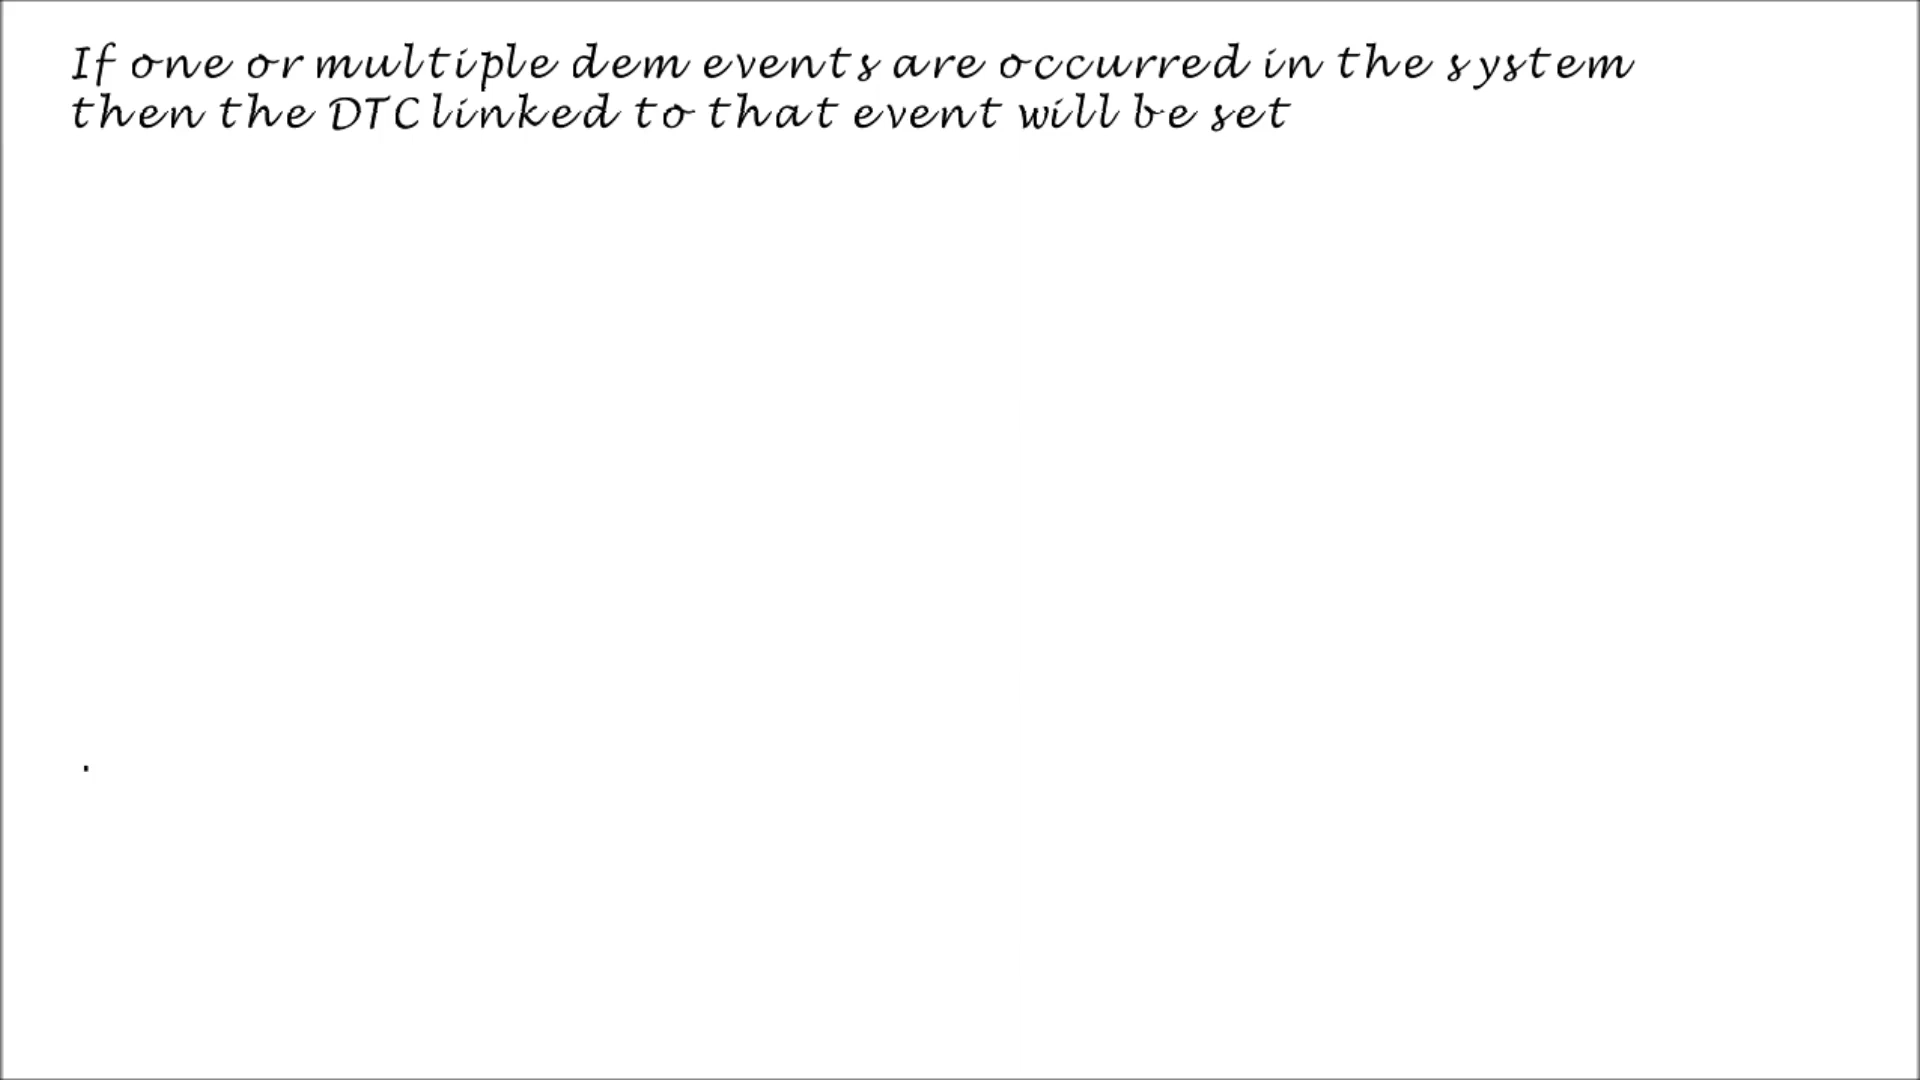 If one or multiple dem events are occurred in the system
then the DTC linked to that event will be set
.